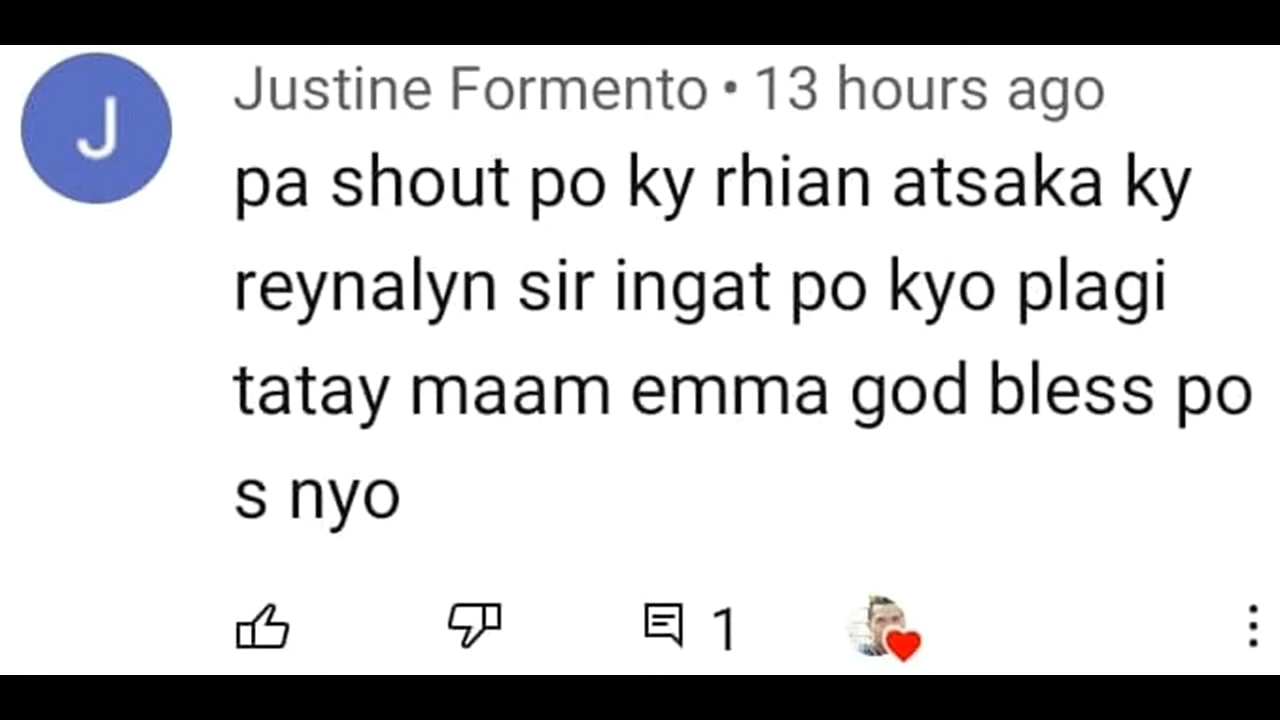 J
Justine Formento • 13 hours ago
pa shout po ky rhian atsaka ky
reynalyn sir ingat po kyo plagi
tatay maam emma god bless po
s nyo
1